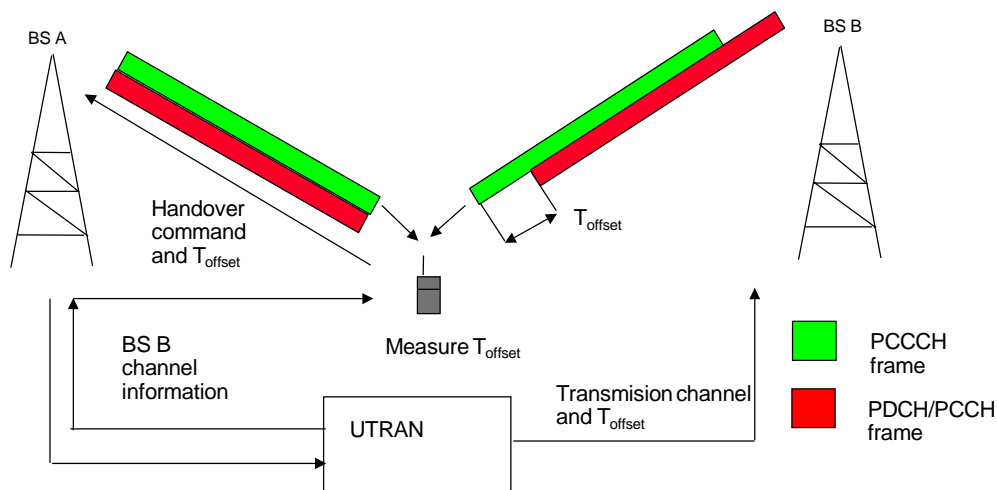 BS A
BS B
Handover
command
and Toffset
Toffset
Measure Toffset
BS B
channel
information
UTRAN
Transmision channel
and Toffset
PCCCH
frame
PDCH/PCCH
frame